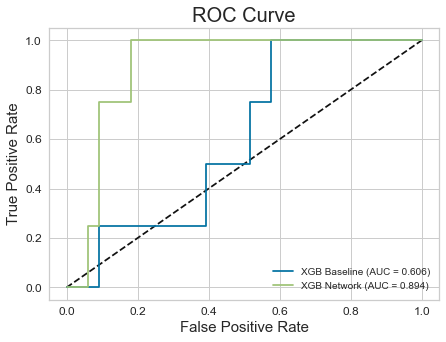 ROC Curve
1.0
0.8
0.6
0.4
0.2
0.0
True Positive Rate
XGB Baseline (AUC = 0.606)
XGB Network (AUC = 0.894)
0.0 0.2 0.4 0.6 0.8 1.0
False Positive Rate